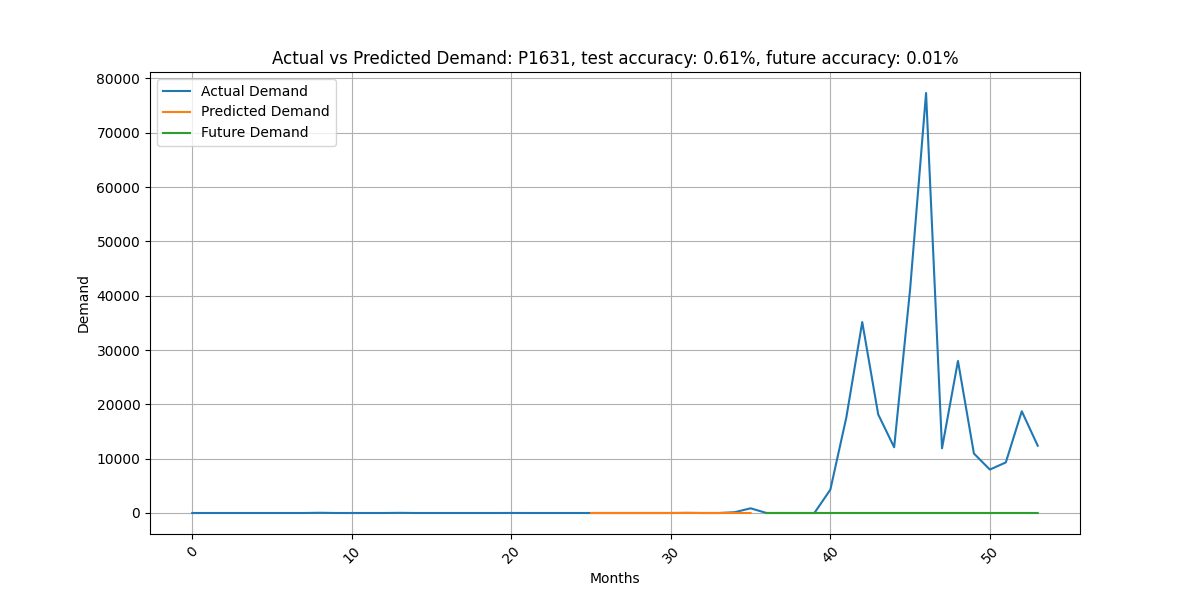 Actual vs Predicted Demand: P1631, test accuracy: 0.61%, future accuracy: 0.01%
Actual Demand
Predicted Demand
Future Demand
80000
70000
60000
50000
40000
30000
20000
10000
0
Demand
0
10
20
30
40
50
Months